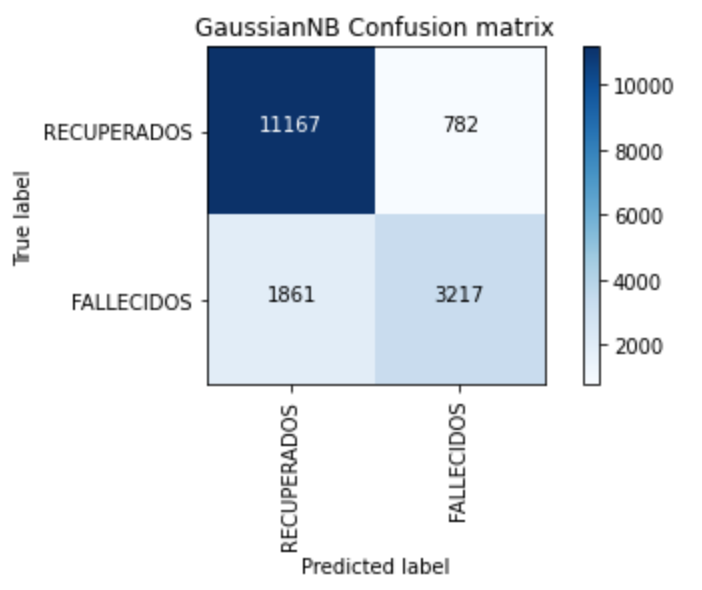 GaussianNB Confusion matrix
True label
RECUPERADOS
11167
782
FALLECIDOS
1861
3217
RECUPERADOS
FALLECIDOS
Predicted label
10000
8000
6000
4000
2000